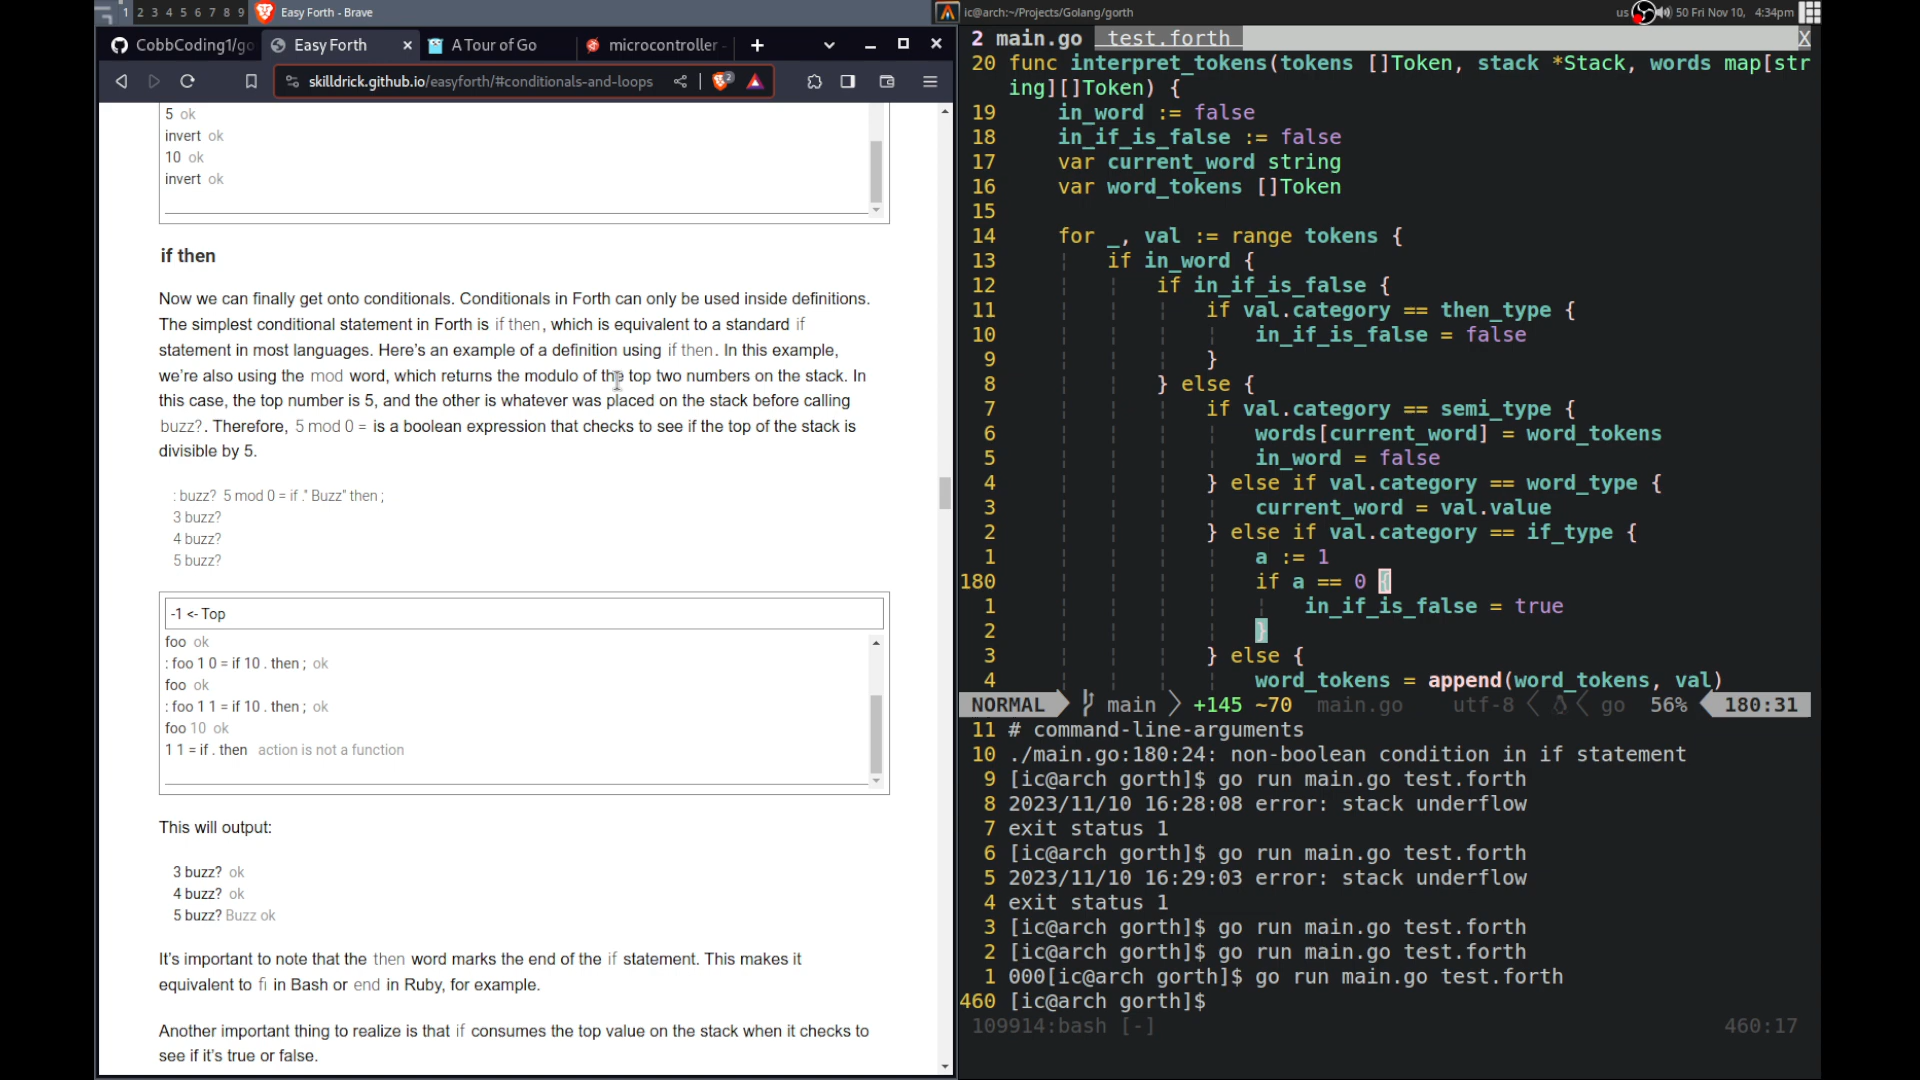 1 2 3 4 5 6 7 8 9 Easy Forth - Brave
ic@arch:~/Projects/Golang/gorth
us 50 Fri Nov 10, 4:34pm
CobbCoding1/go Easy Forth × A Tour of Go microcontroller - +
skilldrick.github.io/easyforth/#conditionals-and-loops 2
5 ok
invert ok
10 ok
invert ok
if then
Now we can finally get onto conditionals. Conditionals in Forth can only be used inside definitions.
The simplest conditional statement in Forth is if then, which is equivalent to a standard if
statement in most languages. Here's an example of a definition using if then. In this example,
we're also using the mod word, which returns the modulo of the top two numbers on the stack. In
this case, the top number is 5, and the other is whatever was placed on the stack before calling
buzz?. Therefore, 5 mod 0 = is a boolean expression that checks to see if the top of the stack is
divisible by 5.
: buzz? 5 mod 0 = if ." Buzz" then ;
3 buzz?
4 buzz?
5 buzz?
-1 <- Top
foo ok
: foo 1 0 = if 10 . then ; ok
foo ok
: foo 1 1 = if 10 . then ; ok
foo 10 ok
1 1 = if . then action is not a function
This will output:
3 buzz? ok
4 buzz? ok
5 buzz? Buzz ok
It's important to note that the then word marks the end of the if statement. This makes it
equivalent to fi in Bash or end in Ruby, for example.
Another important thing to realize is that if consumes the top value on the stack when it checks to
see if it's true or false.
2 main.go test.forth X
20 func interpret_tokens(tokens []Token, stack *Stack, words map[str
ing][]Token) {
19 in_word := false
18 in_if_is_false := false
17 var current_word string
16 var word_tokens []Token
15
14 for _, val := range tokens {
13 if in_word {
12 if in_if_is_false {
11 if val.category == then_type {
10 in_if_is_false = false
9 }
8 } else {
7 if val.category == semi_type {
6 words[current_word] = word_tokens
5 in_word = false
4 } else if val.category == word_type {
3 current_word = val.value
2 } else if val.category == if_type {
1 a := 1
180 if a == 0 {
1 in_if_is_false = true
2 }
3 } else {
4 word_tokens = append(word_tokens, val)
NORMAL main +145 ~70 main.go utf-8 go 56% 180:31
11 # command-line-arguments
10 ./main.go:180:24: non-boolean condition in if statement
9 [ic@arch gorth]$ go run main.go test.forth
8 2023/11/10 16:28:08 error: stack underflow
7 exit status 1
6 [ic@arch gorth]$ go run main.go test.forth
5 2023/11/10 16:29:03 error: stack underflow
4 exit status 1
3 [ic@arch gorth]$ go run main.go test.forth
2 [ic@arch gorth]$ go run main.go test.forth
1 000[ic@arch gorth]$ go run main.go test.forth
460 [ic@arch gorth]$
109914:bash [-] 460:17